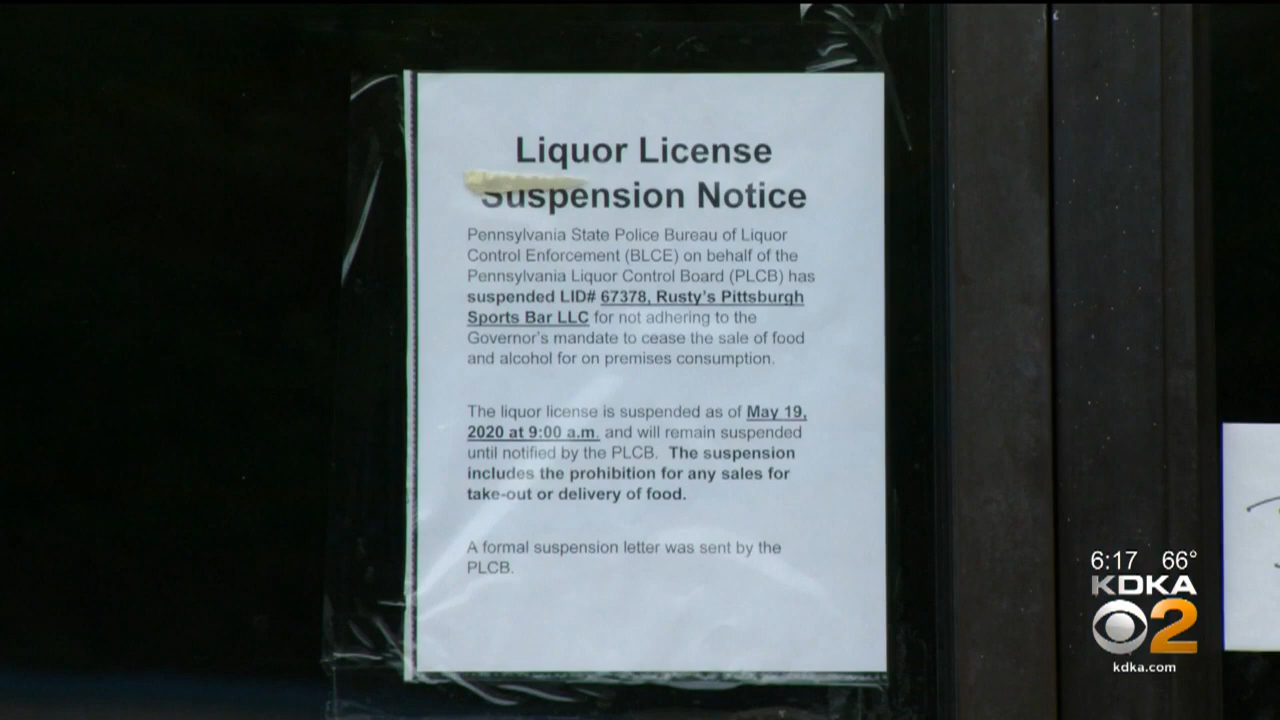 Liquor License
Suspension Notice
Pennsylvania State Police Bureau of Liquor
Control Enforcement (BLCE) on behalf of the
Pennsylvania Liquor Control Board (PLCB) has
suspended LID# 67378, Rusty's Pittsburgh
Sports Bar LLC for not adhering to the
Governor's mandate to cease the sale of food
and alcohol for on premises consumption.
The liquor license is suspended as of May 19,
2020 at 9:00 a.m. and will remain suspended
until notified by the PLCB. The suspension
includes the prohibition for any sales for
take-out or delivery of food.
A formal suspension letter was sent by the
PLCB.
6:17 66°
KDKA
2
kdka.com